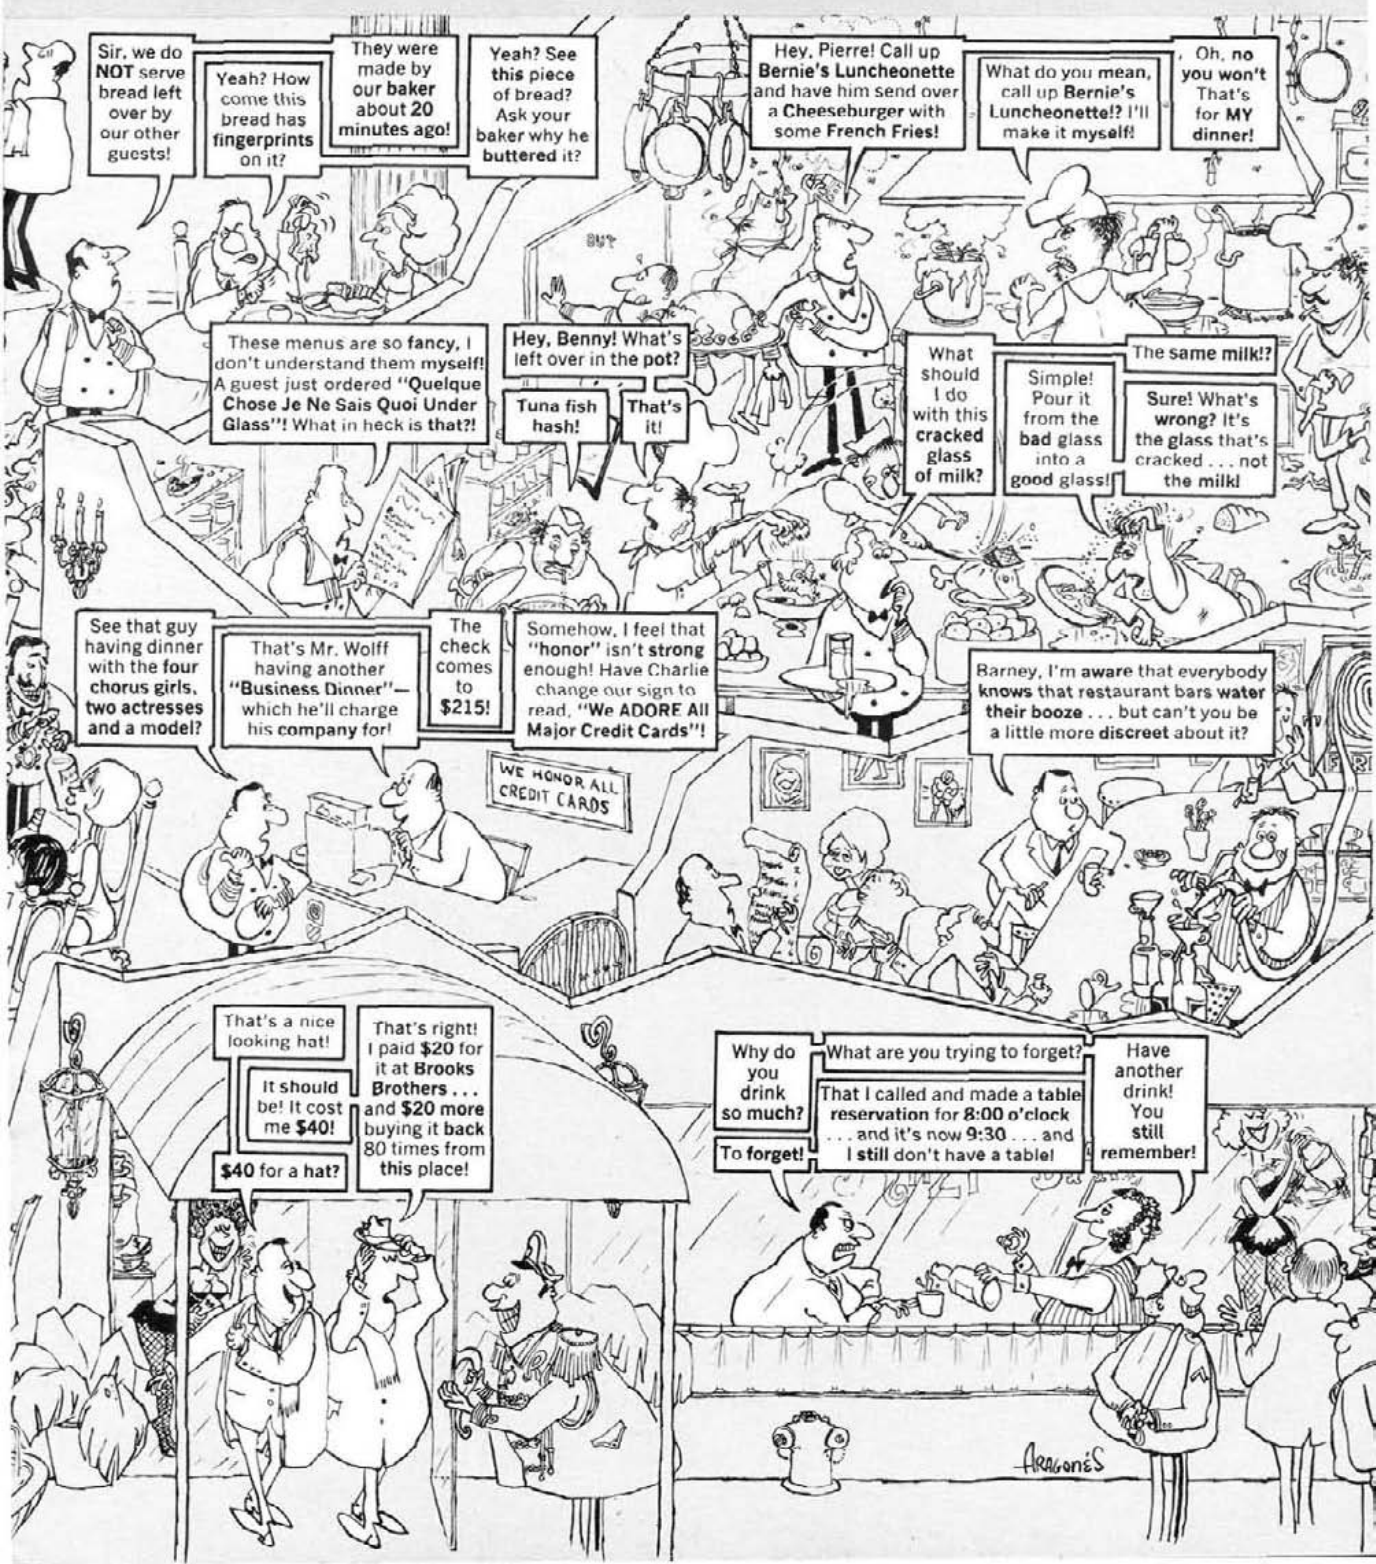 Sir, we do
NOT serve
bread left
over by
our other
guests!
Yeah? How
come this
bread has
fingerprints
on it?
They were
made by
our baker
about 20
minutes ago!
Yeah? See
this piece
of bread?
Ask your
baker why he
buttered it?
Hey, Pierre! Call up
Bernie's Luncheonette
and have him send over
a Cheeseburger with
some French Fries!
What do you mean,
call up Bernie's
Luncheonette!? I'll
make it myself!
Oh, no
you won't
That's
for MY
dinner!
OUT
These menus are so fancy, I
don't understand them myself!
A guest just ordered "Quelque
Chose Je Ne Sais Quoi Under
Glass"! What in heck is that?!
Hey, Benny! What's
left over in the pot?
Tuna fish
hash!
That's
it!
What
should
I do
with this
cracked
glass
of milk?
Simple!
Pour it
from the
bad glass
into a
good glass!
The same milk!?
Sure! What's
wrong? It's
the glass that's
cracked . . . not
the milk!
See that guy
having dinner
with the four
chorus girls,
two actresses
and a model?
That's Mr. Wolff
having another
"Business Dinner"—
which he'll charge
his company for!
The
check
comes
to
$215!
Somehow, I feel that
"honor" isn't strong
enough! Have Charlie
change our sign to
read, "We ADORE All
Major Credit Cards"!
Barney, I'm aware that everybody
knows that restaurant bars water
their booze . . . but can't you be
a little more discreet about it?
WE HONOR ALL
CREDIT CARDS
That's a nice
looking hat!
It should
be! It cost
me $40!
$40 for a hat?
That's right!
I paid $20 for
it at Brooks
Brothers . . .
and $20 more
buying it back
80 times from
this place!
Why do
you
drink
so much?
To forget!
What are you trying to forget?
That I called and made a table
reservation for 8:00 o'clock
. . . and it's now 9:30 . . . and
I still don't have a table!
Have
another
drink!
You
still
remember!
ARAGONÉS